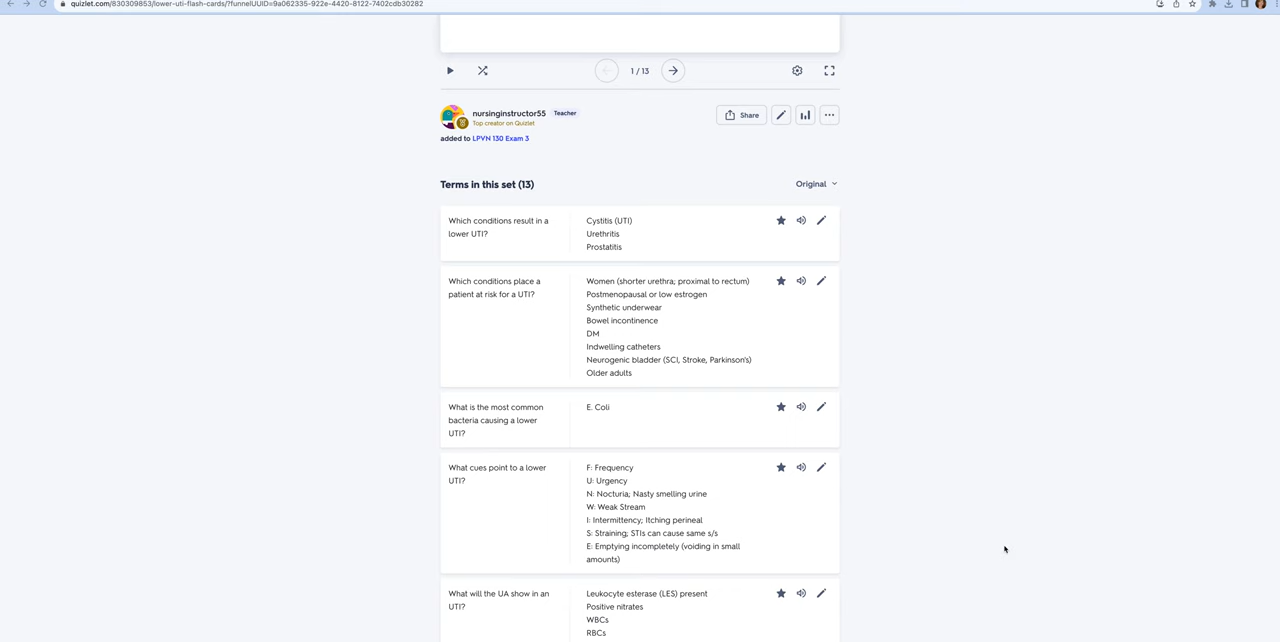 quizlet.com/830309853/lower-uti-flash-cards/?funnelUUID=9a062335-922e-4420-8122-7402cdb30282
1 / 13
nursinginstructor55 Teacher
Top creator on Quizlet
Share
added to LPVN 130 Exam 3
Terms in this set (13)
Original
Which conditions result in a
lower UTI?
Cystitis (UTI)
Urethritis
Prostatitis
Which conditions place a
patient at risk for a UTI?
Women (shorter urethra; proximal to rectum)
Postmenopausal or low estrogen
Synthetic underwear
Bowel incontinence
DM
Indwelling catheters
Neurogenic bladder (SCI, Stroke, Parkinson's)
Older adults
What is the most common
bacteria causing a lower
UTI?
E. Coli
What cues point to a lower
UTI?
F: Frequency
U: Urgency
N: Nocturia; Nasty smelling urine
W: Weak Stream
I: Intermittency; Itching perineal
S: Straining; STIs can cause same s/s
E: Emptying incompletely (voiding in small
amounts)
What will the UA show in an
UTI?
Leukocyte esterase (LES) present
Positive nitrates
WBCs
RBCs